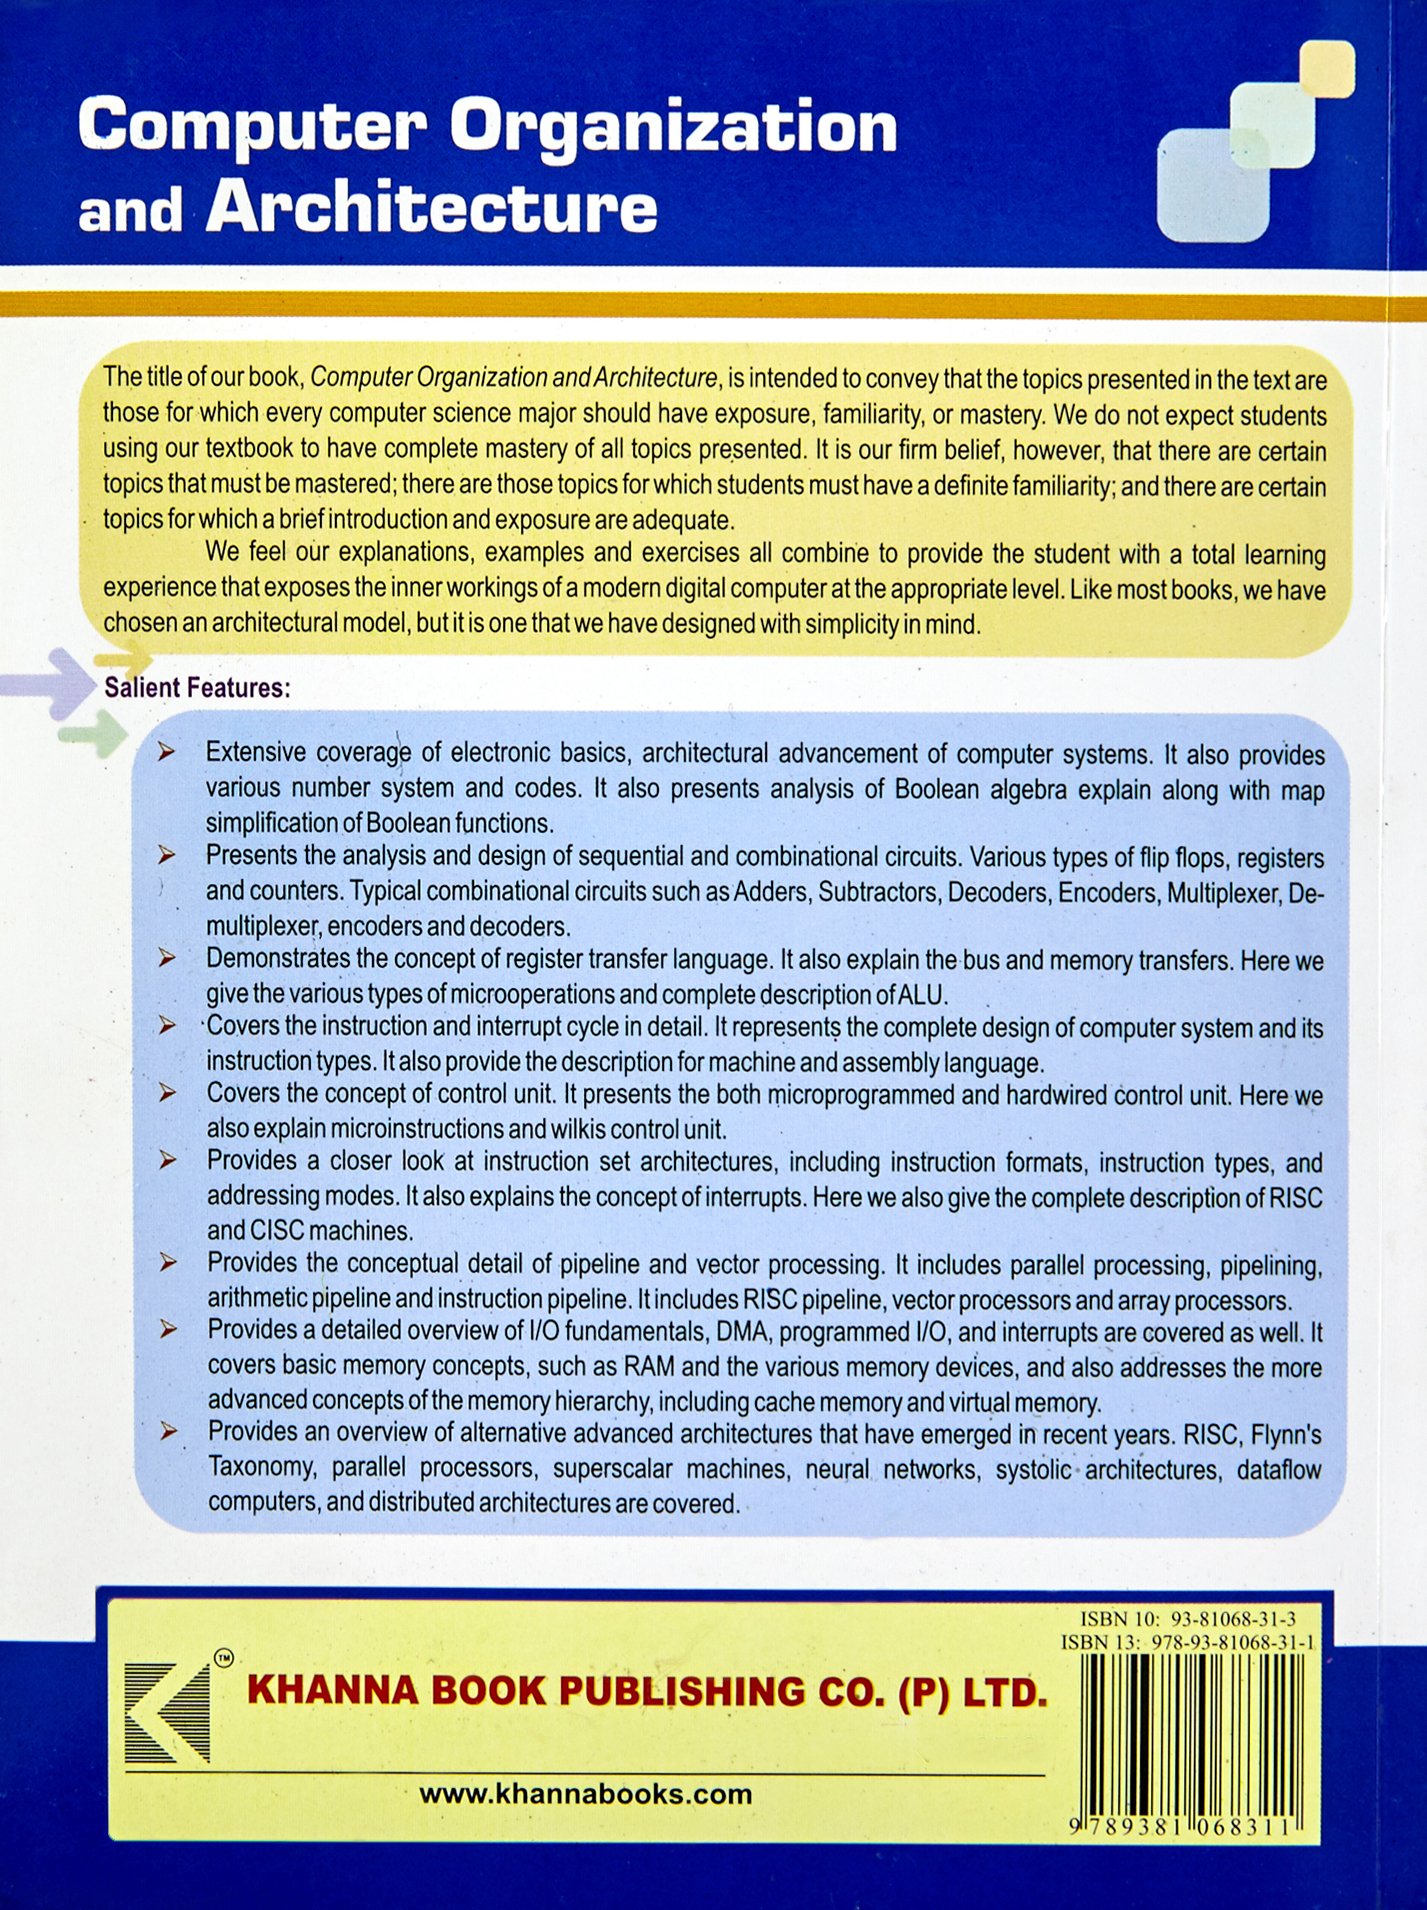 Computer Organization
and Architecture
The title of our book, Computer Organization and Architecture, is intended to convey that the topics presented in the text are
those for which every computer science major should have exposure, familiarity, or mastery. We do not expect students
using our textbook to have complete mastery of all topics presented. It is our firm belief, however, that there are certain
topics that must be mastered; there are those topics for which students must have a definite familiarity; and there are certain
topics for which a brief introduction and exposure are adequate.
We feel our explanations, examples and exercises all combine to provide the student with a total learning
experience that exposes the inner workings of a modern digital computer at the appropriate level. Like most books, we have
chosen an architectural model, but it is one that we have designed with simplicity in mind.
Salient Features:
➢ Extensive coverage of electronic basics, architectural advancement of computer systems. It also provides
various number system and codes. It also presents analysis of Boolean algebra explain along with map
simplification of Boolean functions.
➢ Presents the analysis and design of sequential and combinational circuits. Various types of flip flops, registers
and counters. Typical combinational circuits such as Adders, Subtractors, Decoders, Encoders, Multiplexer, De-
multiplexer, encoders and decoders.
➢ Demonstrates the concept of register transfer language. It also explain the bus and memory transfers. Here we
give the various types of microoperations and complete description of ALU.
➢ Covers the instruction and interrupt cycle in detail. It represents the complete design of computer system and its
instruction types. It also provide the description for machine and assembly language.
➢ Covers the concept of control unit. It presents the both microprogrammed and hardwired control unit. Here we
also explain microinstructions and wilkis control unit.
➢ Provides a closer look at instruction set architectures, including instruction formats, instruction types, and
addressing modes. It also explains the concept of interrupts. Here we also give the complete description of RISC
and CISC machines.
➢ Provides the conceptual detail of pipeline and vector processing. It includes parallel processing, pipelining,
arithmetic pipeline and instruction pipeline. It includes RISC pipeline, vector processors and array processors.
➢ Provides a detailed overview of I/O fundamentals, DMA, programmed I/O, and interrupts are covered as well. It
covers basic memory concepts, such as RAM and the various memory devices, and also addresses the more
advanced concepts of the memory hierarchy, including cache memory and virtual memory.
➢ Provides an overview of alternative advanced architectures that have emerged in recent years. RISC, Flynn's
Taxonomy, parallel processors, superscalar machines, neural networks, systolic architectures, dataflow
computers, and distributed architectures are covered.
ISBN 10: 93-81068-31-3
ISBN 13: 978-93-81068-31-1
TM
KHANNA BOOK PUBLISHING CO. (P) LTD.
www.khannabooks.com
9 789381 068311